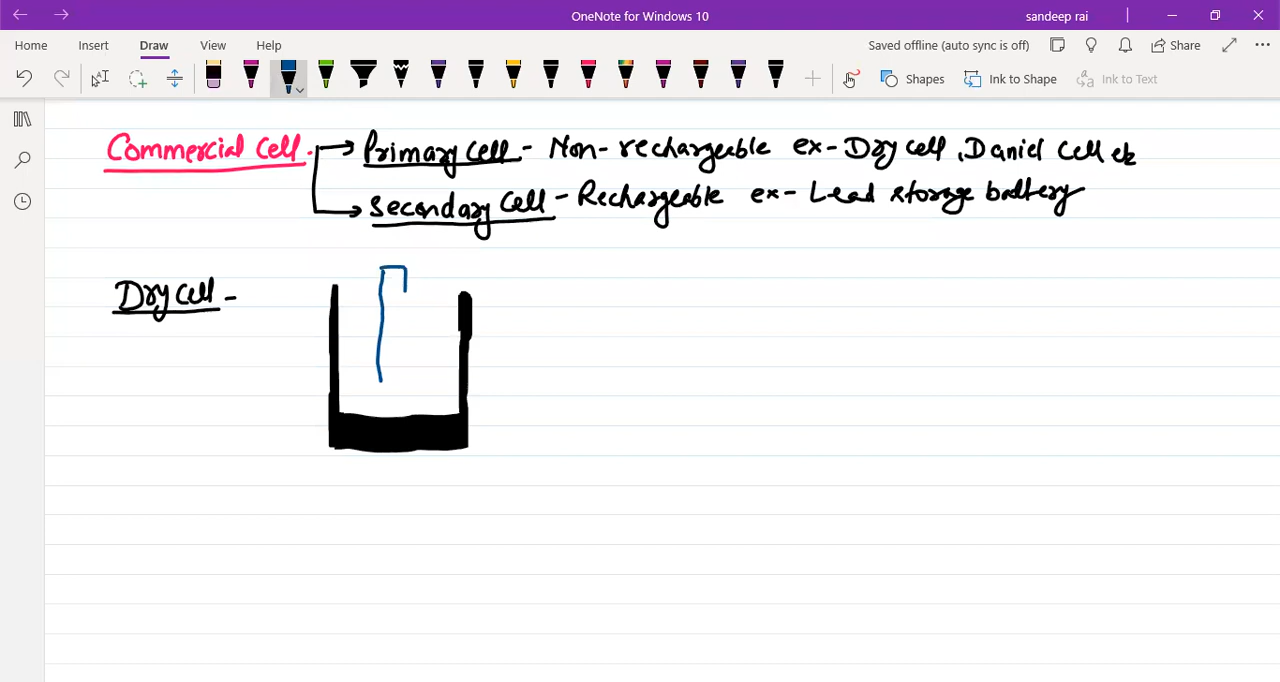 OneNote for Windows 10
sandeep rai
Home Insert Draw View Help
Saved offline (auto sync is off)
Share
Shapes
Ink to Shape
Ink to Text
Commercial Cell.
Primary Cell - Non-rechargeable ex- Dry cell, Daniel Cell etc
Secondary Cell - Rechargeable ex- Lead storage battery
Dry Cell -